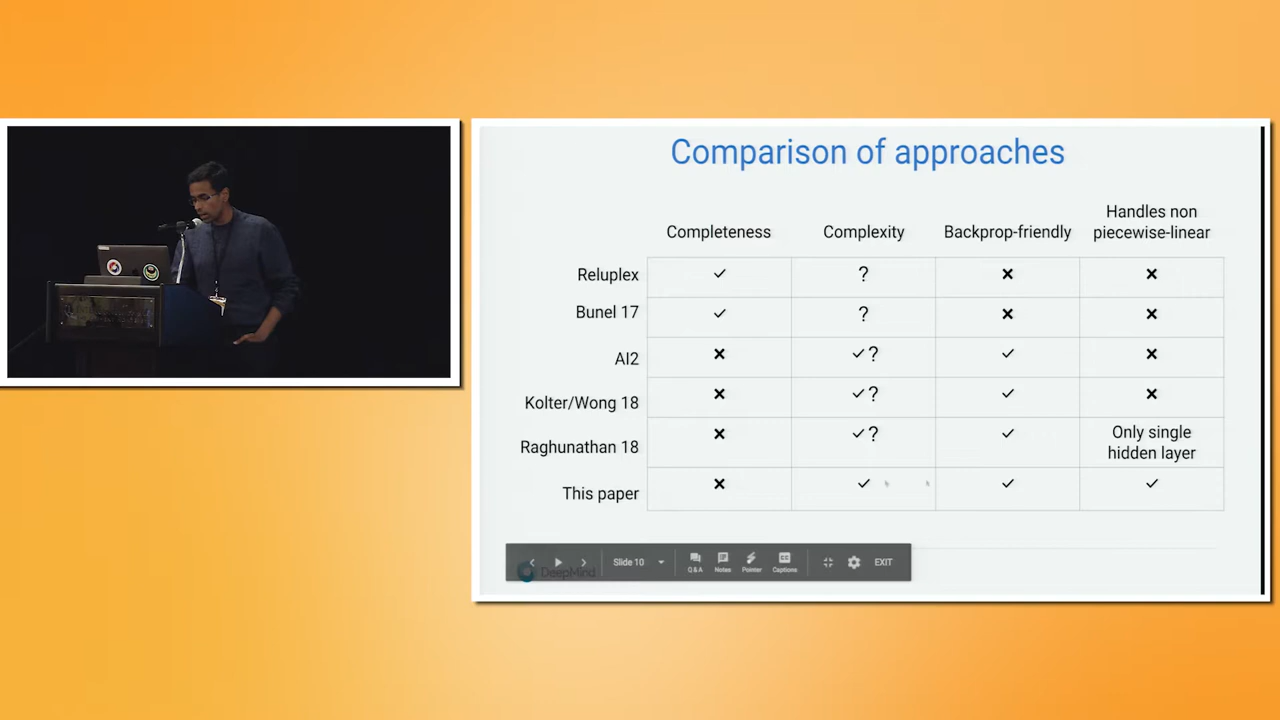 Comparison of approaches
Handles non
Completeness Complexity Backprop-friendly piecewise-linear
Reluplex ✓ ? ✗ ✗
Bunel 17 ✓ ? ✗ ✗
AI2 ✗ ✓? ✓ ✗
Kolter/Wong 18 ✗ ✓? ✓ ✗
Raghunathan 18 ✗ ✓? ✓ Only single
hidden layer
This paper ✗ ✓ ✓ ✓
Slide 10 Q & A Notes Pointer Captions EXIT
DeepMind